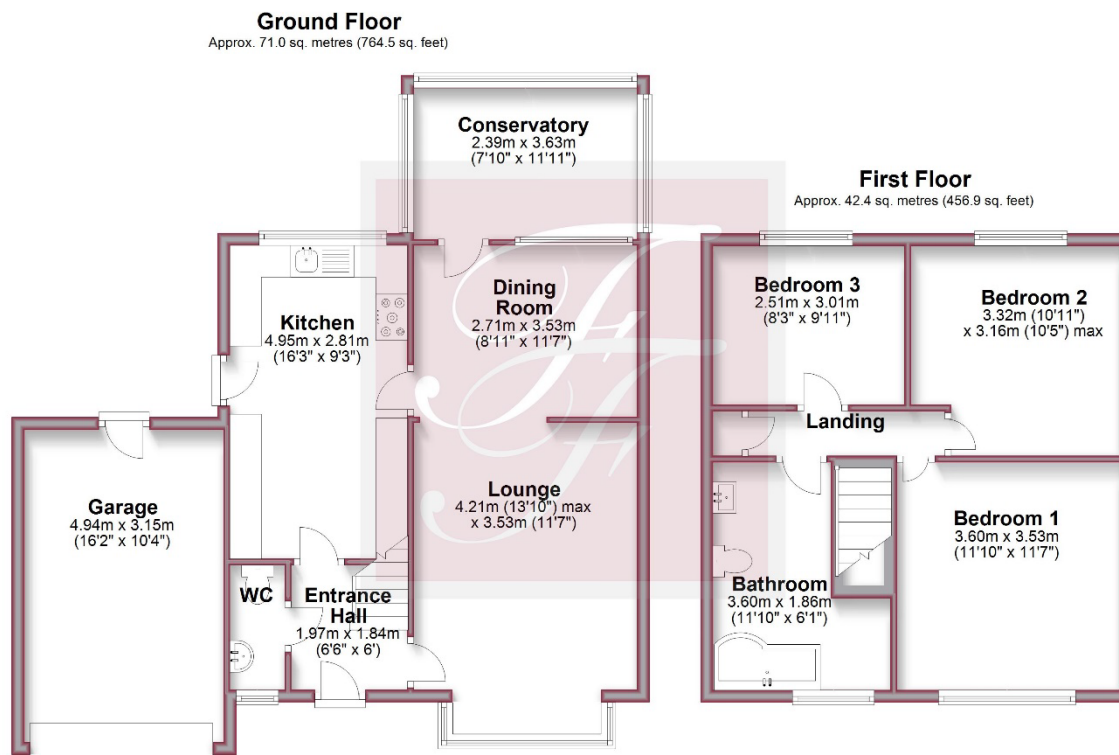 Ground Floor
Approx. 71.0 sq. metres (764.5 sq. feet)
Conservatory
2.39m x 3.63m
(7'10" x 11'11")
Dining
Room
2.71m x 3.53m
(8'11" x 11'7")
Kitchen
4.95m x 2.81m
(16'3" x 9'3")
Garage
4.94m x 3.15m
(16'2" x 10'4")
Lounge
4.21m (13'10") max
x 3.53m (11'7")
WC
Entrance
Hall
1.97m x 1.84m
(6'6" x 6')
First Floor
Approx. 42.4 sq. metres (456.9 sq. feet)
Bedroom 3
2.51m x 3.01m
(8'3" x 9'11")
Bedroom 2
3.32m (10'11")
x 3.16m (10'5") max
Landing
Bedroom 1
3.60m x 3.53m
(11'10" x 11'7")
Bathroom
3.60m x 1.86m
(11'10" x 6'1")